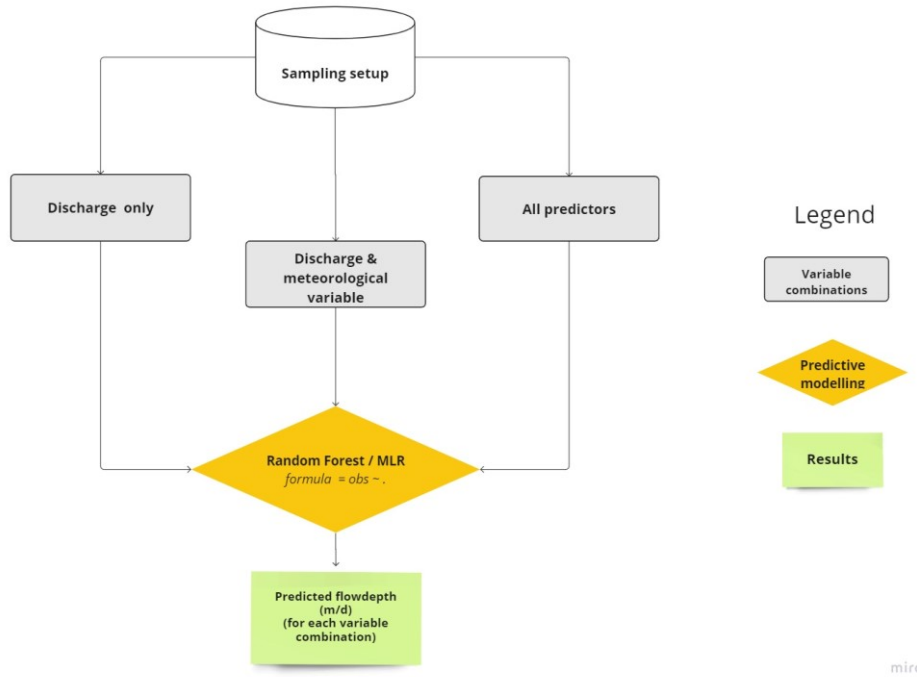 Sampling setup
Discharge only
All predictors
Discharge &
meteorological
variable
Random Forest / MLR
formula = obs ~ .
Predicted flowdepth
(m/d)
(for each variable
combination)
Legend
Variable
combinations
Predictive
modelling
Results